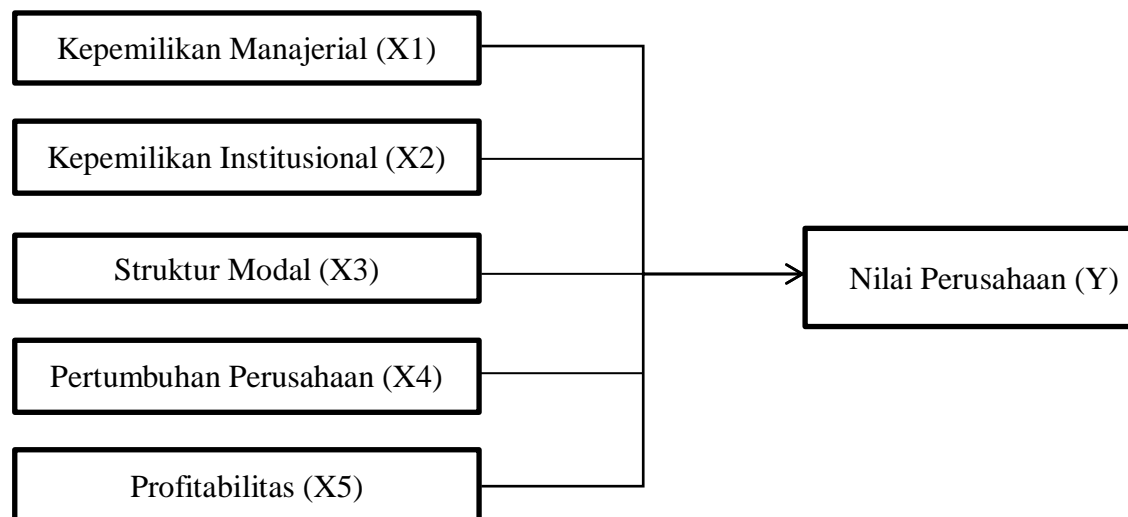 Kepemilikan Manajerial (X1)
Kepemilikan Institusional (X2)
Struktur Modal (X3)
Nilai Perusahaan (Y)
Pertumbuhan Perusahaan (X4)
Profitabilitas (X5)